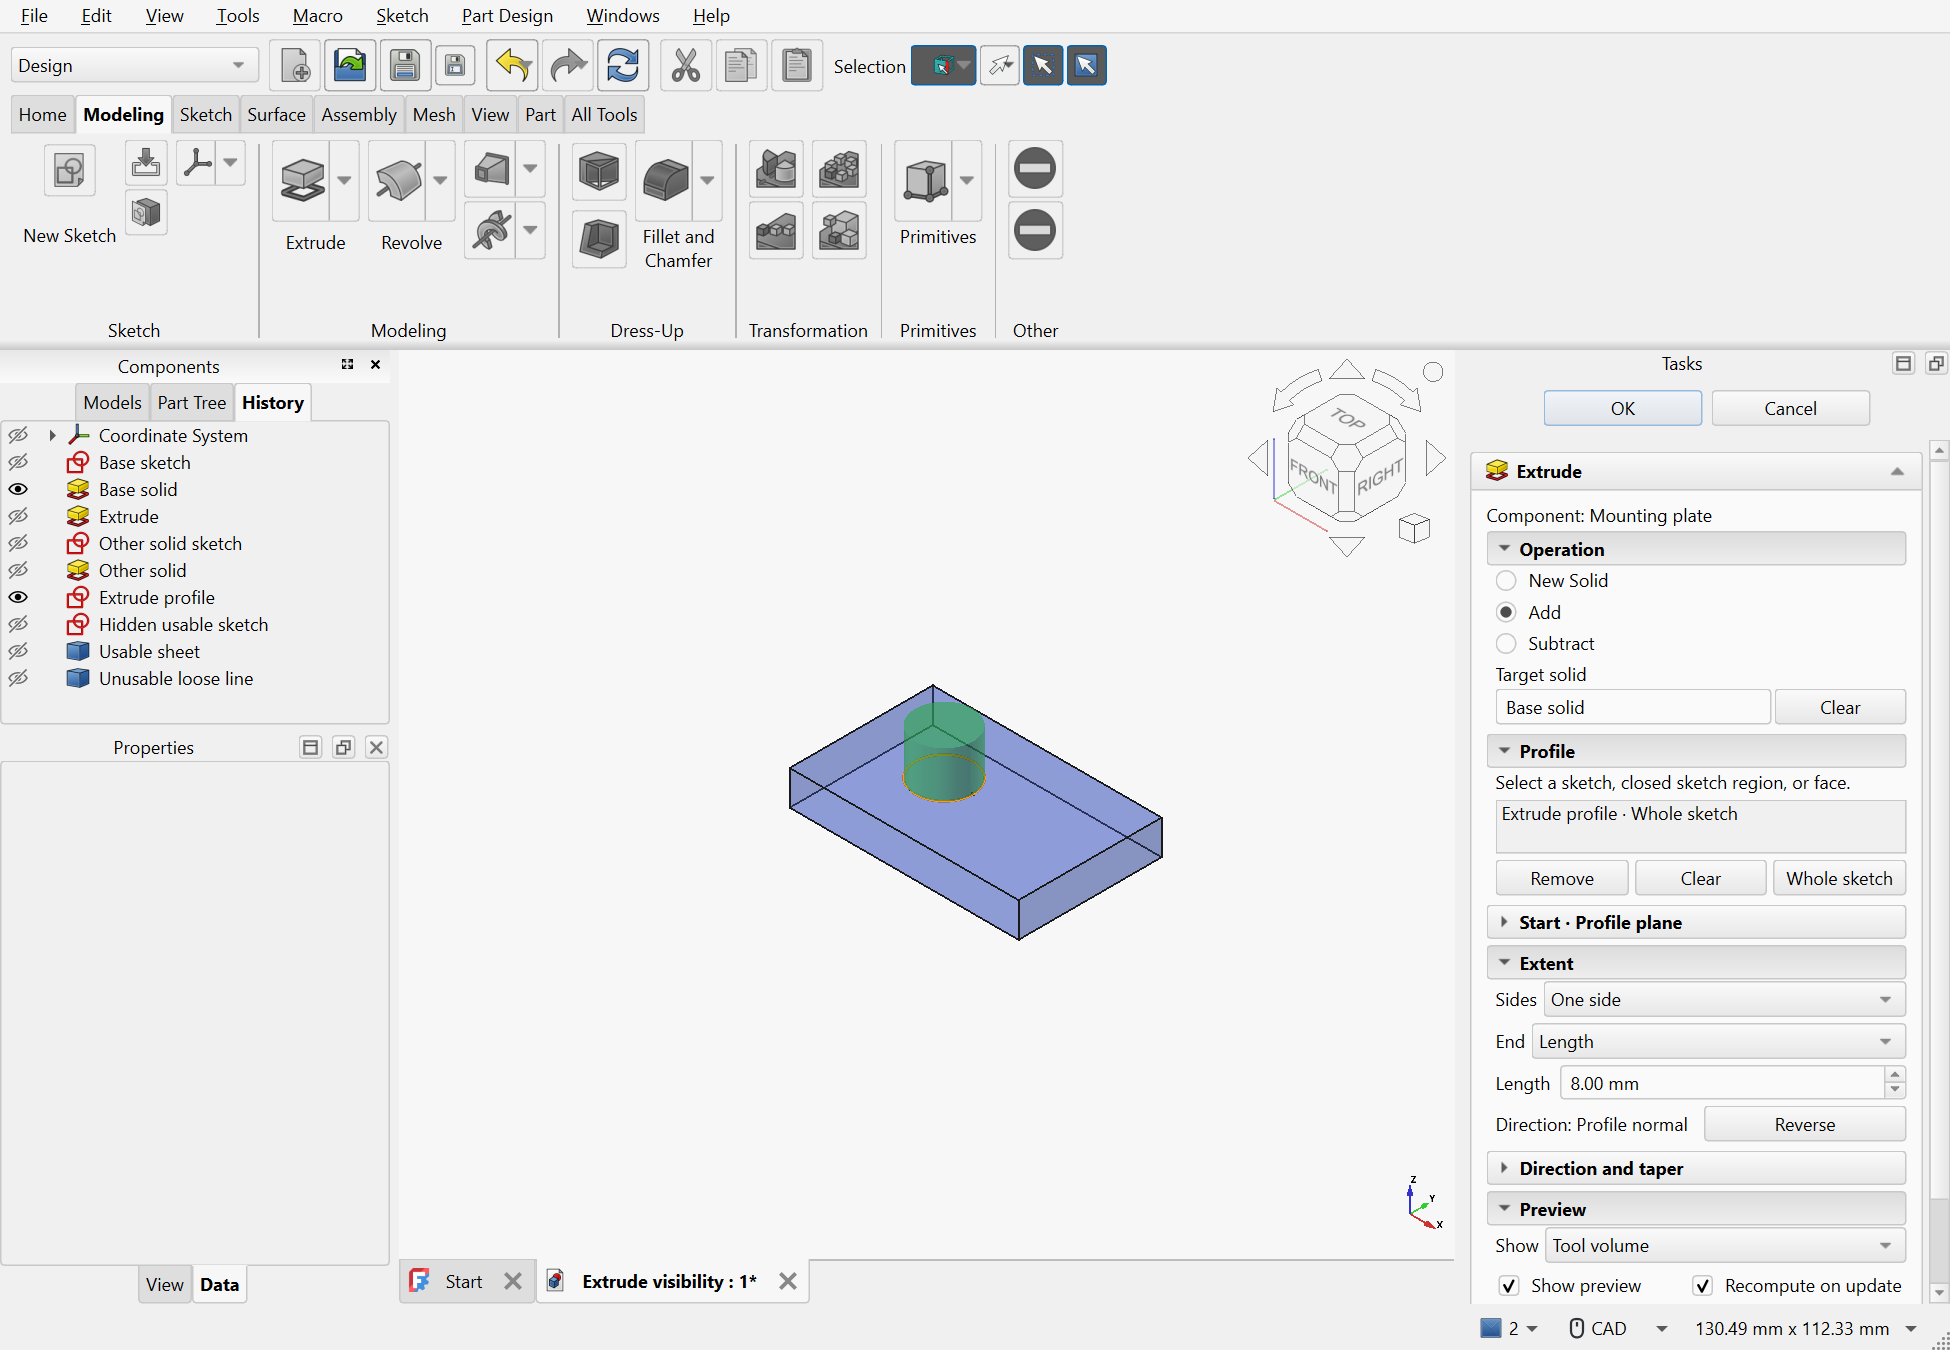 File Edit View Tools Macro Sketch Part Design Windows Help
Design Selection
Home Modeling Sketch Surface Assembly Mesh View Part All Tools
New Sketch Extrude Revolve Fillet and Chamfer Primitives
Sketch Modeling Dress-Up Transformation Primitives Other
Components
Models Part Tree History
Coordinate System
Base sketch
Base solid
Extrude
Other solid sketch
Other solid
Extrude profile
Hidden usable sketch
Usable sheet
Unusable loose line
Properties
View Data
TOP
FRONT RIGHT
Z
Y
X
Start Extrude visibility : 1*
Tasks
OK Cancel
Extrude
Component: Mounting plate
Operation
New Solid
Add
Subtract
Target solid
Base solid Clear
Profile
Select a sketch, closed sketch region, or face.
Extrude profile · Whole sketch
Remove Clear Whole sketch
Start · Profile plane
Extent
Sides One side
End Length
Length 8.00 mm
Direction: Profile normal Reverse
Direction and taper
Preview
Show Tool volume
Show preview Recompute on update
2 CAD 130.49 mm x 112.33 mm